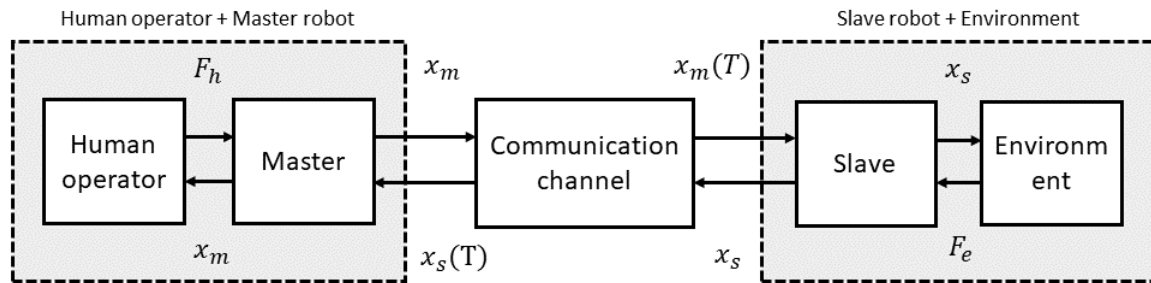 Human operator + Master robot
Slave robot + Environment
F_h
x_m
x_m(T)
x_s
Human
operator
Master
Communication
channel
Slave
Environm
ent
x_m
x_s(T)
x_s
F_e